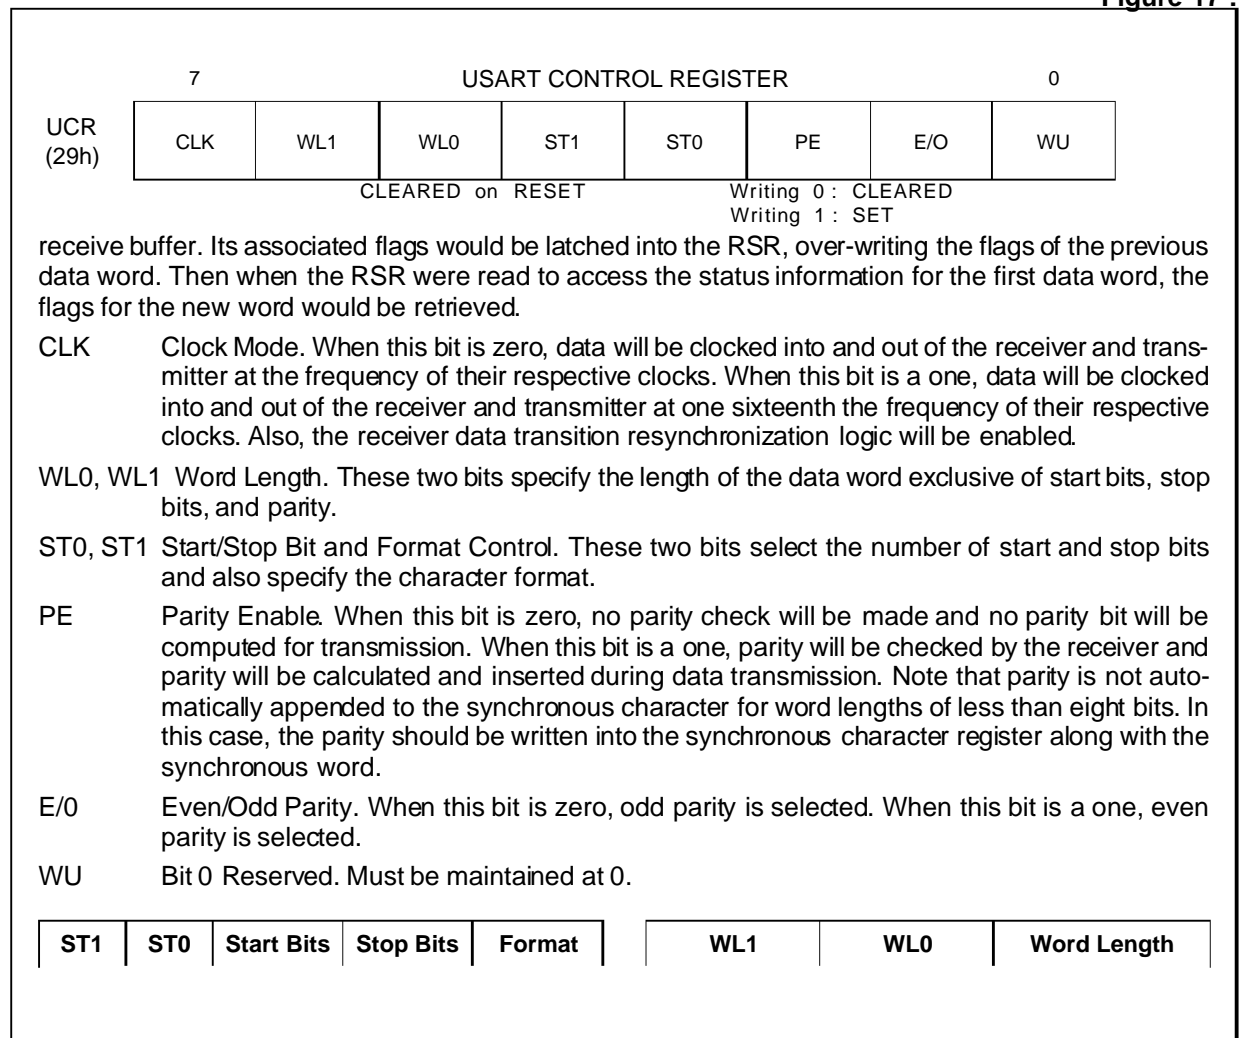 Figure 17 :
7 USART CONTROL REGISTER 0
UCR
(29h)
CLK WL1 WL0 ST1 ST0 PE E/O WU
CLEARED on RESET Writing 0 : CLEARED
Writing 1 : SET
receive buffer. Its associated flags would be latched into the RSR, over-writing the flags of the previous
data word. Then when the RSR were read to access the status information for the first data word, the
flags for the new word would be retrieved.
CLK Clock Mode. When this bit is zero, data will be clocked into and out of the receiver and trans-
mitter at the frequency of their respective clocks. When this bit is a one, data will be clocked
into and out of the receiver and transmitter at one sixteenth the frequency of their respective
clocks. Also, the receiver data transition resynchronization logic will be enabled.
WL0, WL1 Word Length. These two bits specify the length of the data word exclusive of start bits, stop
bits, and parity.
ST0, ST1 Start/Stop Bit and Format Control. These two bits select the number of start and stop bits
and also specify the character format.
PE Parity Enable. When this bit is zero, no parity check will be made and no parity bit will be
computed for transmission. When this bit is a one, parity will be checked by the receiver and
parity will be calculated and inserted during data transmission. Note that parity is not auto-
matically appended to the synchronous character for word lengths of less than eight bits. In
this case, the parity should be written into the synchronous character register along with the
synchronous word.
E/0 Even/Odd Parity. When this bit is zero, odd parity is selected. When this bit is a one, even
parity is selected.
WU Bit 0 Reserved. Must be maintained at 0.
ST1 ST0 Start Bits Stop Bits Format WL1 WL0 Word Length